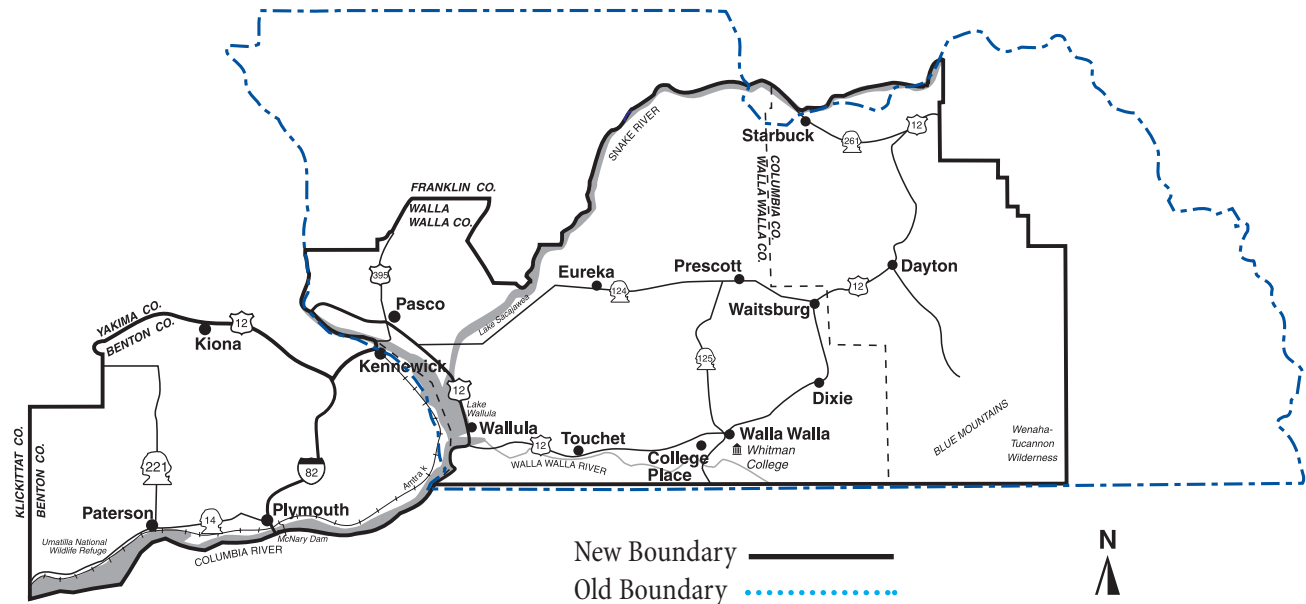 SNAKE RIVER
Starbuck
261
12
COLUMBIA CO.
WALLA WALLA CO.
FRANKLIN CO.
WALLA
WALLA CO.
395
Pasco
Lake Sacajawea
Eureka
124
Prescott
Waitsburg
12
Dayton
YAKIMA CO.
BENTON CO.
12
Kiona
Kennewick
12
Lake
Wallula
Wallula
125
Dixie
12
Touchet
WALLA WALLA RIVER
College
Place
Walla Walla
Whitman
College
BLUE MOUNTAINS
Wenaha-
Tucannon
Wilderness
KLICKITTAT CO.
BENTON CO.
221
82
Amtrak
Paterson
14
Plymouth
McNary Dam
Umatilla National
Wildlife Refuge
COLUMBIA RIVER
New Boundary
Old Boundary
N